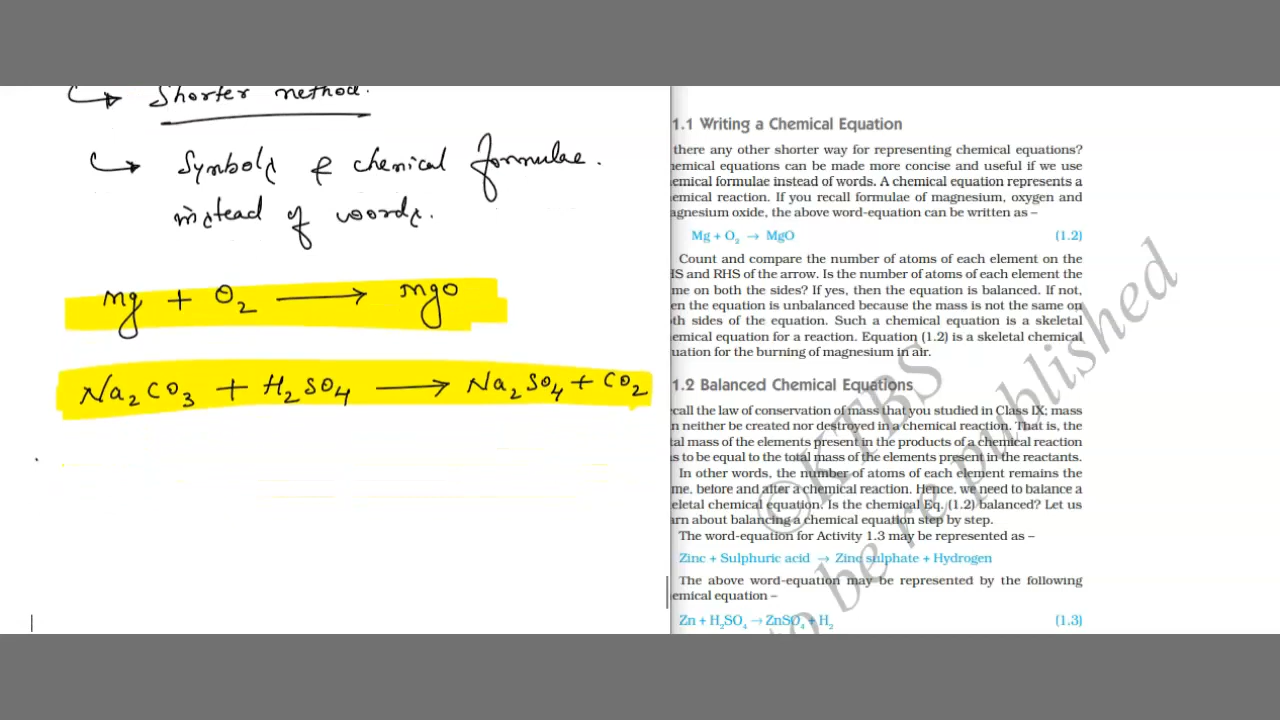 Shorter method.
Symbols & chemical formulae.
instead of words.
Mg + O₂ → MgO
Na₂CO₃ + H₂SO₄ → Na₂SO₄ + CO₂
1.1 Writing a Chemical Equation
there any other shorter way for representing chemical equations?
emical equations can be made more concise and useful if we use
emical formulae instead of words. A chemical equation represents a
emical reaction. If you recall formulae of magnesium, oxygen and
agnesium oxide, the above word-equation can be written as –
Mg + O₂ → MgO (1.2)
Count and compare the number of atoms of each element on the
HS and RHS of the arrow. Is the number of atoms of each element the
me on both the sides? If yes, then the equation is balanced. If not,
en the equation is unbalanced because the mass is not the same on
th sides of the equation. Such a chemical equation is a skeletal
emical equation for a reaction. Equation (1.2) is a skeletal chemical
uation for the burning of magnesium in air.
1.2 Balanced Chemical Equations
call the law of conservation of mass that you studied in Class IX; mass
n neither be created nor destroyed in a chemical reaction. That is, the
tal mass of the elements present in the products of a chemical reaction
s to be equal to the total mass of the elements present in the reactants.
In other words, the number of atoms of each element remains the
me, before and after a chemical reaction. Hence, we need to balance a
eletal chemical equation. Is the chemical Eq. (1.2) balanced? Let us
arn about balancing a chemical equation step by step.
The word-equation for Activity 1.3 may be represented as –
Zinc + Sulphuric acid → Zinc sulphate + Hydrogen
The above word-equation may be represented by the following
emical equation –
Zn + H₂SO₄ → ZnSO₄ + H₂ (1.3)
©KTBS
to be republished